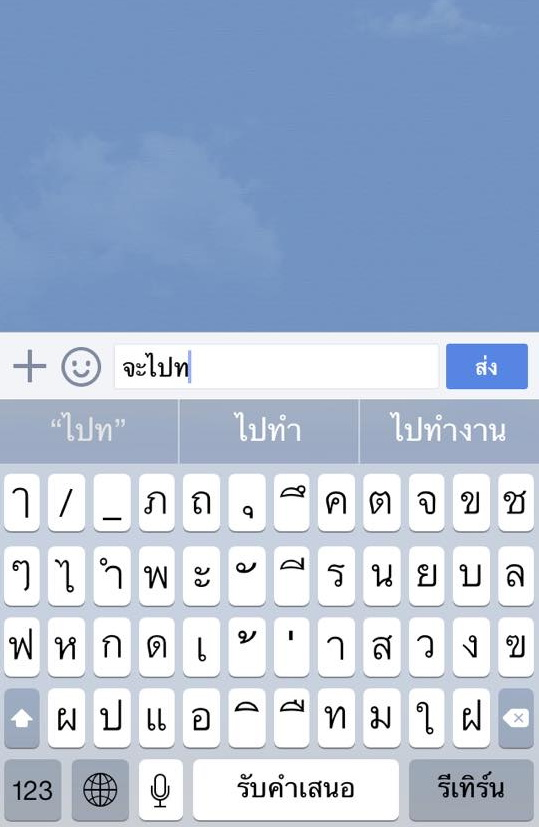 จะไปท
ส่ง
“ไปท” ไปทำ ไปทำงาน
ๅ / _ ภ ถ ุ ึ ค ต จ ข ช
ๆ ไ ำ พ ะ ั ี ร น ย บ ล
ฟ ห ก ด เ ้ ่ า ส ว ง ฃ
ผ ป แ อ ิ ื ท ม ใ ฝ
123 รับคำเสนอ รีเทิร์น